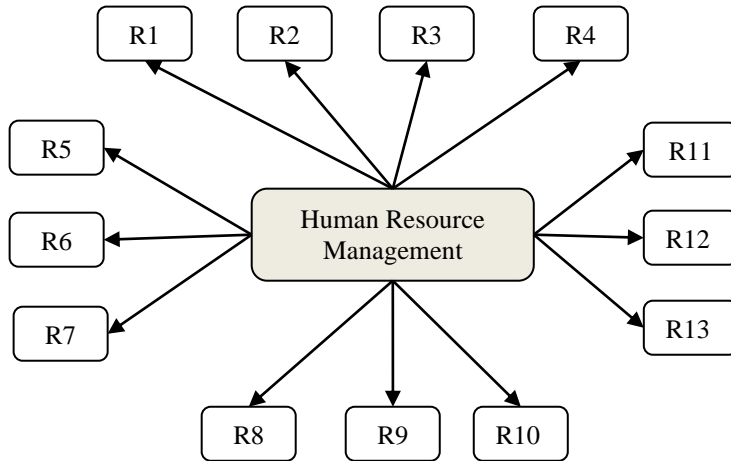 R1
R2
R3
R4
R5
R11
Human Resource
Management
R6
R12
R7
R13
R8
R9
R10